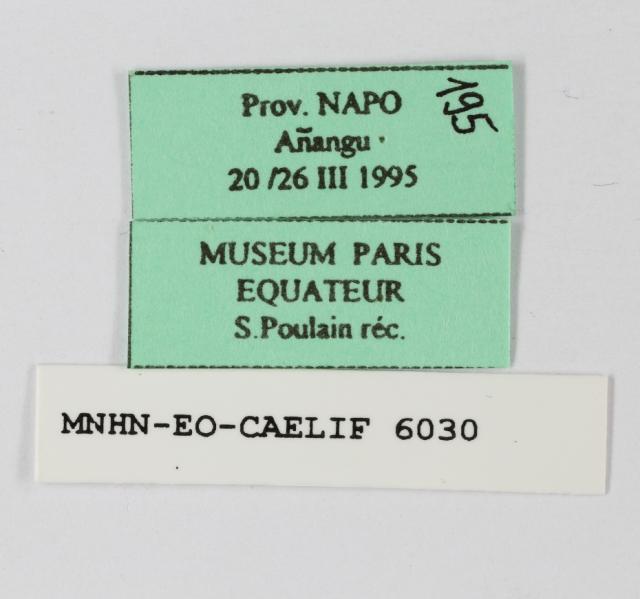 Prov. NAPO
Añangu
20 /26 III 1995
195
MUSEUM PARIS
EQUATEUR
S.Poulain réc.
MNHN-EO-CAELIF 6030